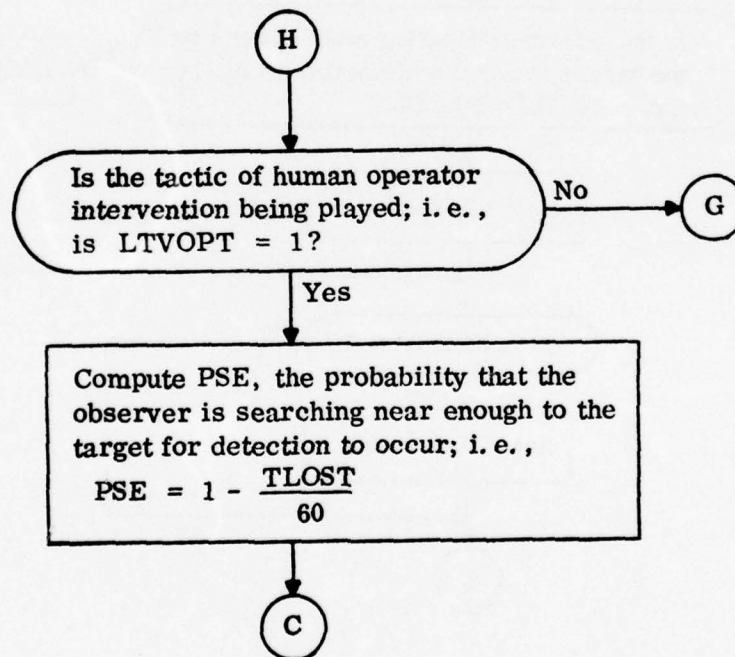 H
Is the tactic of human operator
intervention being played; i. e.,
is LTVOPT = 1?
No
G
Yes
Compute PSE, the probability that the
observer is searching near enough to the
target for detection to occur; i. e.,
PSE = 1 - TLOST
60
C